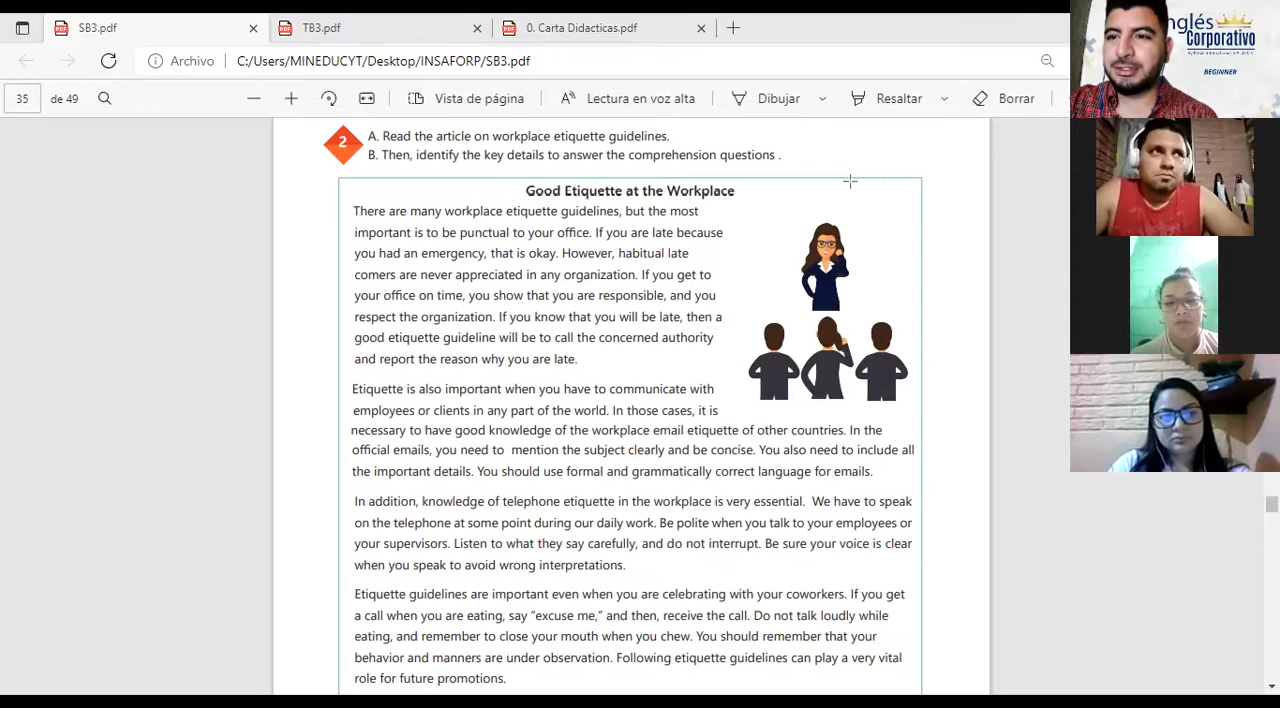 SB3.pdf
TB3.pdf
0. Carta Didacticas.pdf
Archivo
C:/Users/MINEDUCYT/Desktop/INSAFORP/SB3.pdf
35
de 49
Vista de página
Lectura en voz alta
Dibujar
Resaltar
Borrar
nglés
Corporativo
BEGINNER
2
A. Read the article on workplace etiquette guidelines.
B. Then, identify the key details to answer the comprehension questions .
Good Etiquette at the Workplace
There are many workplace etiquette guidelines, but the most
important is to be punctual to your office. If you are late because
you had an emergency, that is okay. However, habitual late
comers are never appreciated in any organization. If you get to
your office on time, you show that you are responsible, and you
respect the organization. If you know that you will be late, then a
good etiquette guideline will be to call the concerned authority
and report the reason why you are late.
Etiquette is also important when you have to communicate with
employees or clients in any part of the world. In those cases, it is
necessary to have good knowledge of the workplace email etiquette of other countries. In the
official emails, you need to mention the subject clearly and be concise. You also need to include all
the important details. You should use formal and grammatically correct language for emails.
In addition, knowledge of telephone etiquette in the workplace is very essential. We have to speak
on the telephone at some point during our daily work. Be polite when you talk to your employees or
your supervisors. Listen to what they say carefully, and do not interrupt. Be sure your voice is clear
when you speak to avoid wrong interpretations.
Etiquette guidelines are important even when you are celebrating with your coworkers. If you get
a call when you are eating, say “excuse me,” and then, receive the call. Do not talk loudly while
eating, and remember to close your mouth when you chew. You should remember that your
behavior and manners are under observation. Following etiquette guidelines can play a very vital
role for future promotions.